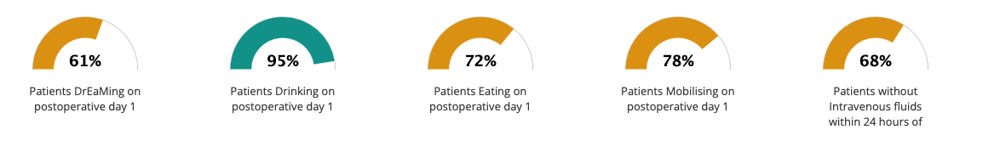 61%
Patients DrEaMing on
postoperative day 1
95%
Patients Drinking on
postoperative day 1
72%
Patients Eating on
postoperative day 1
78%
Patients Mobilising on
postoperative day 1
68%
Patients without
Intravenous fluids
within 24 hours of